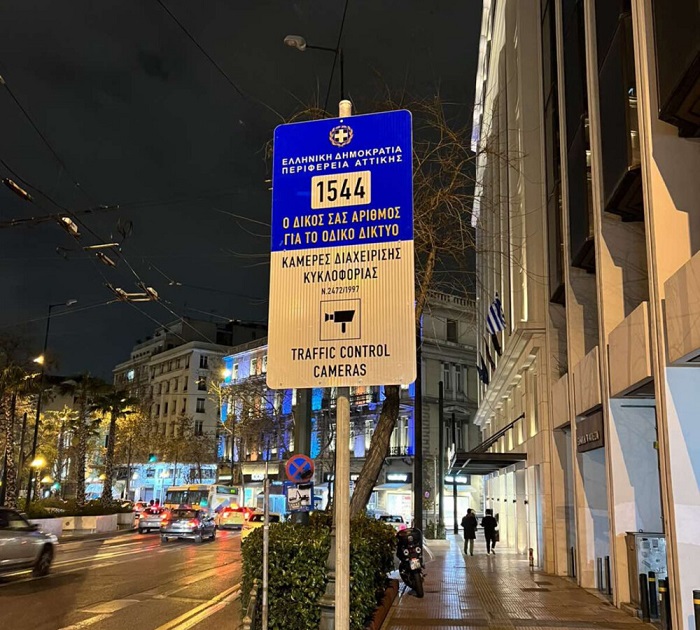 ΕΛΛΗΝΙΚΗ ΔΗΜΟΚΡΑΤΙΑ
ΠΕΡΙΦΕΡΕΙΑ ΑΤΤΙΚΗΣ
1544
Ο ΔΙΚΟΣ ΣΑΣ ΑΡΙΘΜΟΣ
ΓΙΑ ΤΟ ΟΔΙΚΟ ΔΙΚΤΥΟ
ΚΑΜΕΡΕΣ ΔΙΑΧΕΙΡΙΣΗΣ
ΚΥΚΛΟΦΟΡΙΑΣ
Ν.2472/1997
TRAFFIC CONTROL
CAMERAS